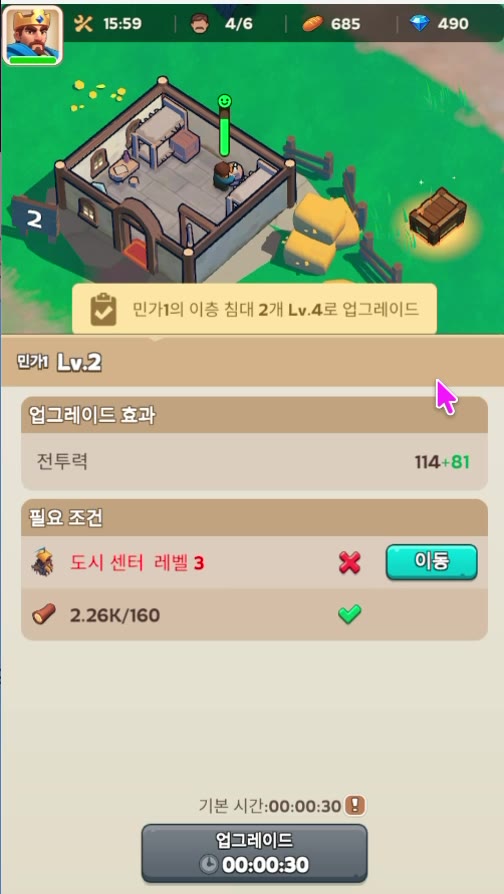 15:59 4/6 685 490
2
민가1의 이층 침대 2개 Lv.4로 업그레이드
민가1 Lv.2
업그레이드 효과
전투력 114+81
필요 조건
도시 센터 레벨 3 이동
2.26K/160
기본 시간:00:00:30 !
업그레이드
00:00:30